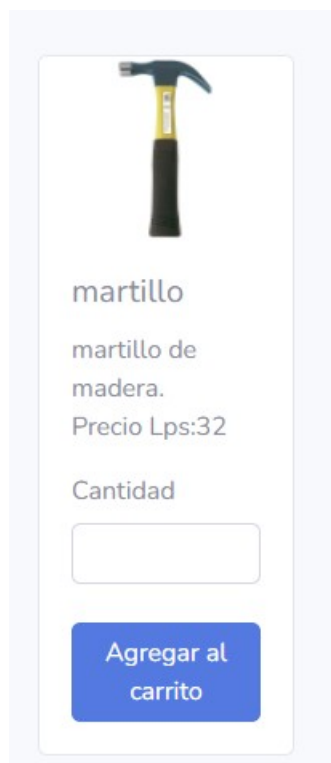 martillo
martillo de
madera.
Precio Lps:32
Cantidad
Agregar al
carrito